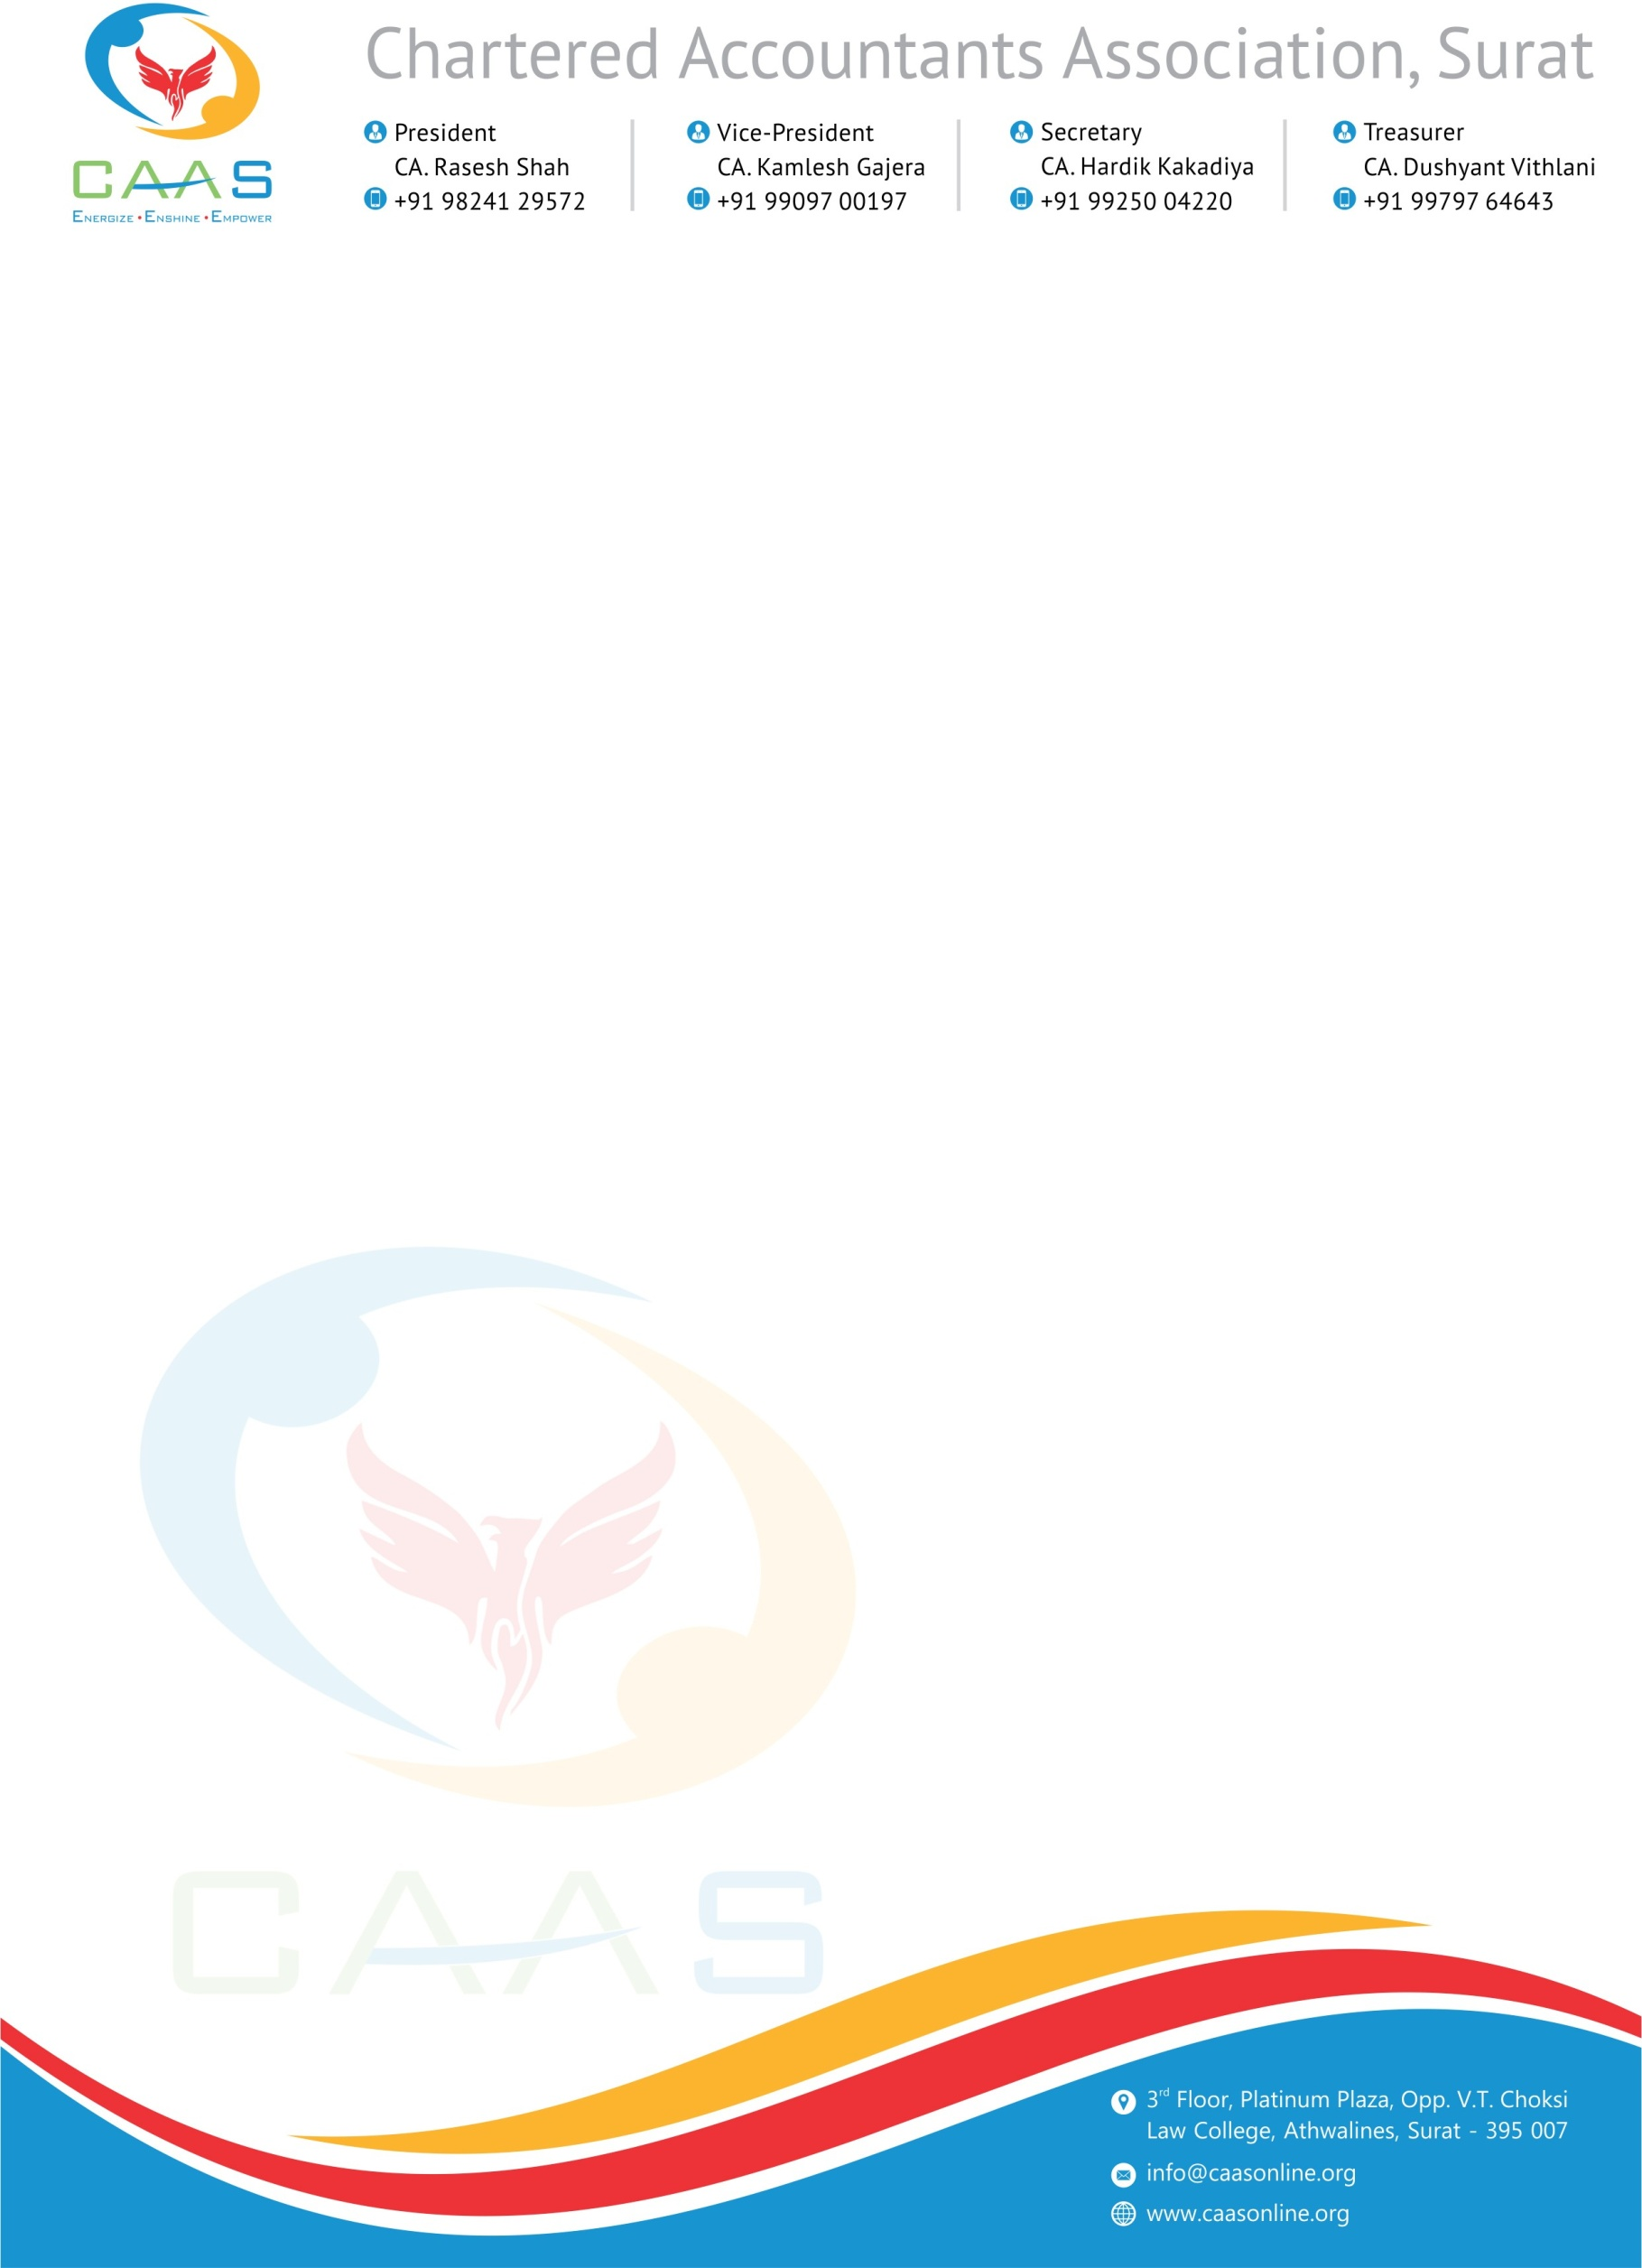 Chartered Accountants Association, Surat
President
CA. Rasesh Shah
+91 98241 29572
Vice-President
CA. Kamlesh Gajera
+91 99097 00197
Secretary
CA. Hardik Kakadiya
+91 99250 04220
Treasurer
CA. Dushyant Vithlani
+91 99797 64643
CAAS
ENERGIZE • ENSHINE • EMPOWER
CAAS
3rd Floor, Platinum Plaza, Opp. V.T. Choksi
Law College, Athwalines, Surat - 395 007
info@caasonline.org
www.caasonline.org